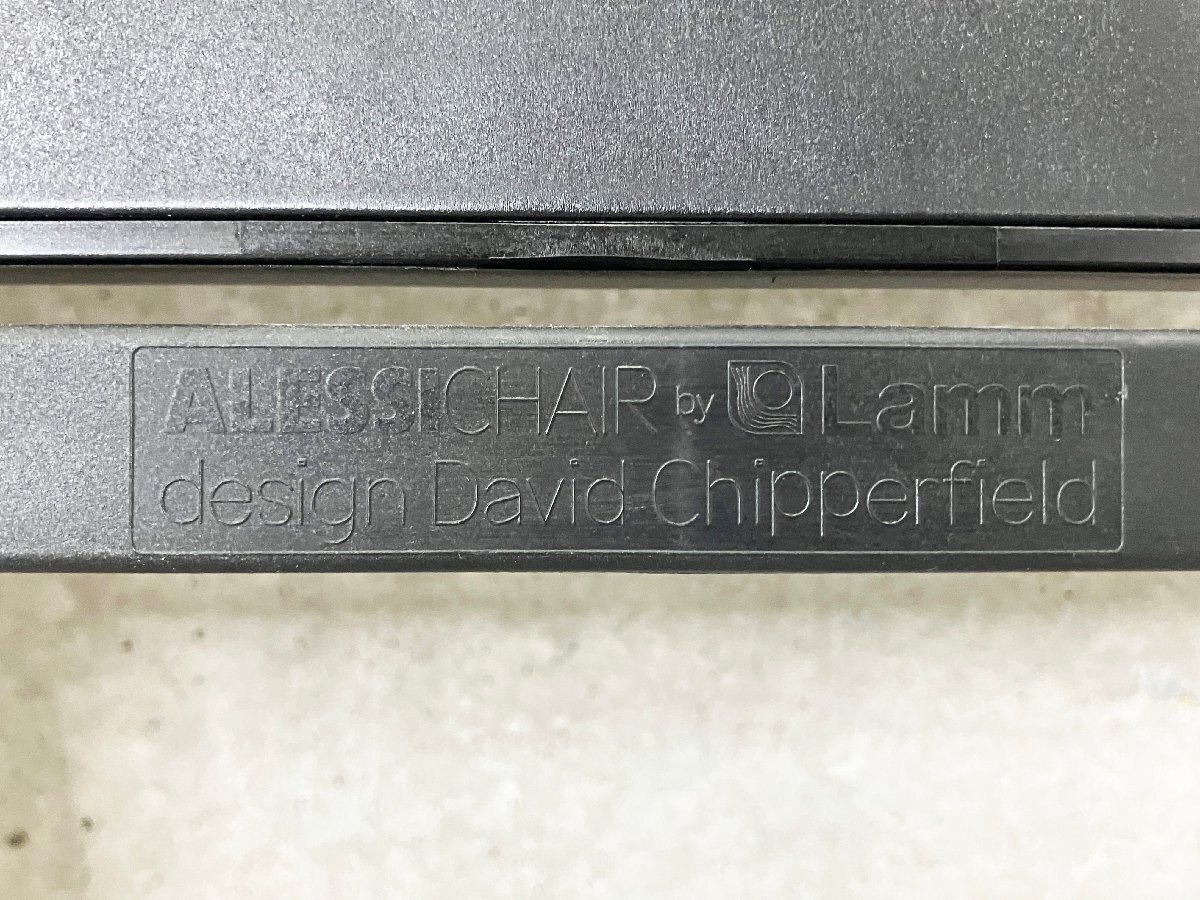 ALESSICHAIR by Lamm
design David Chipperfield